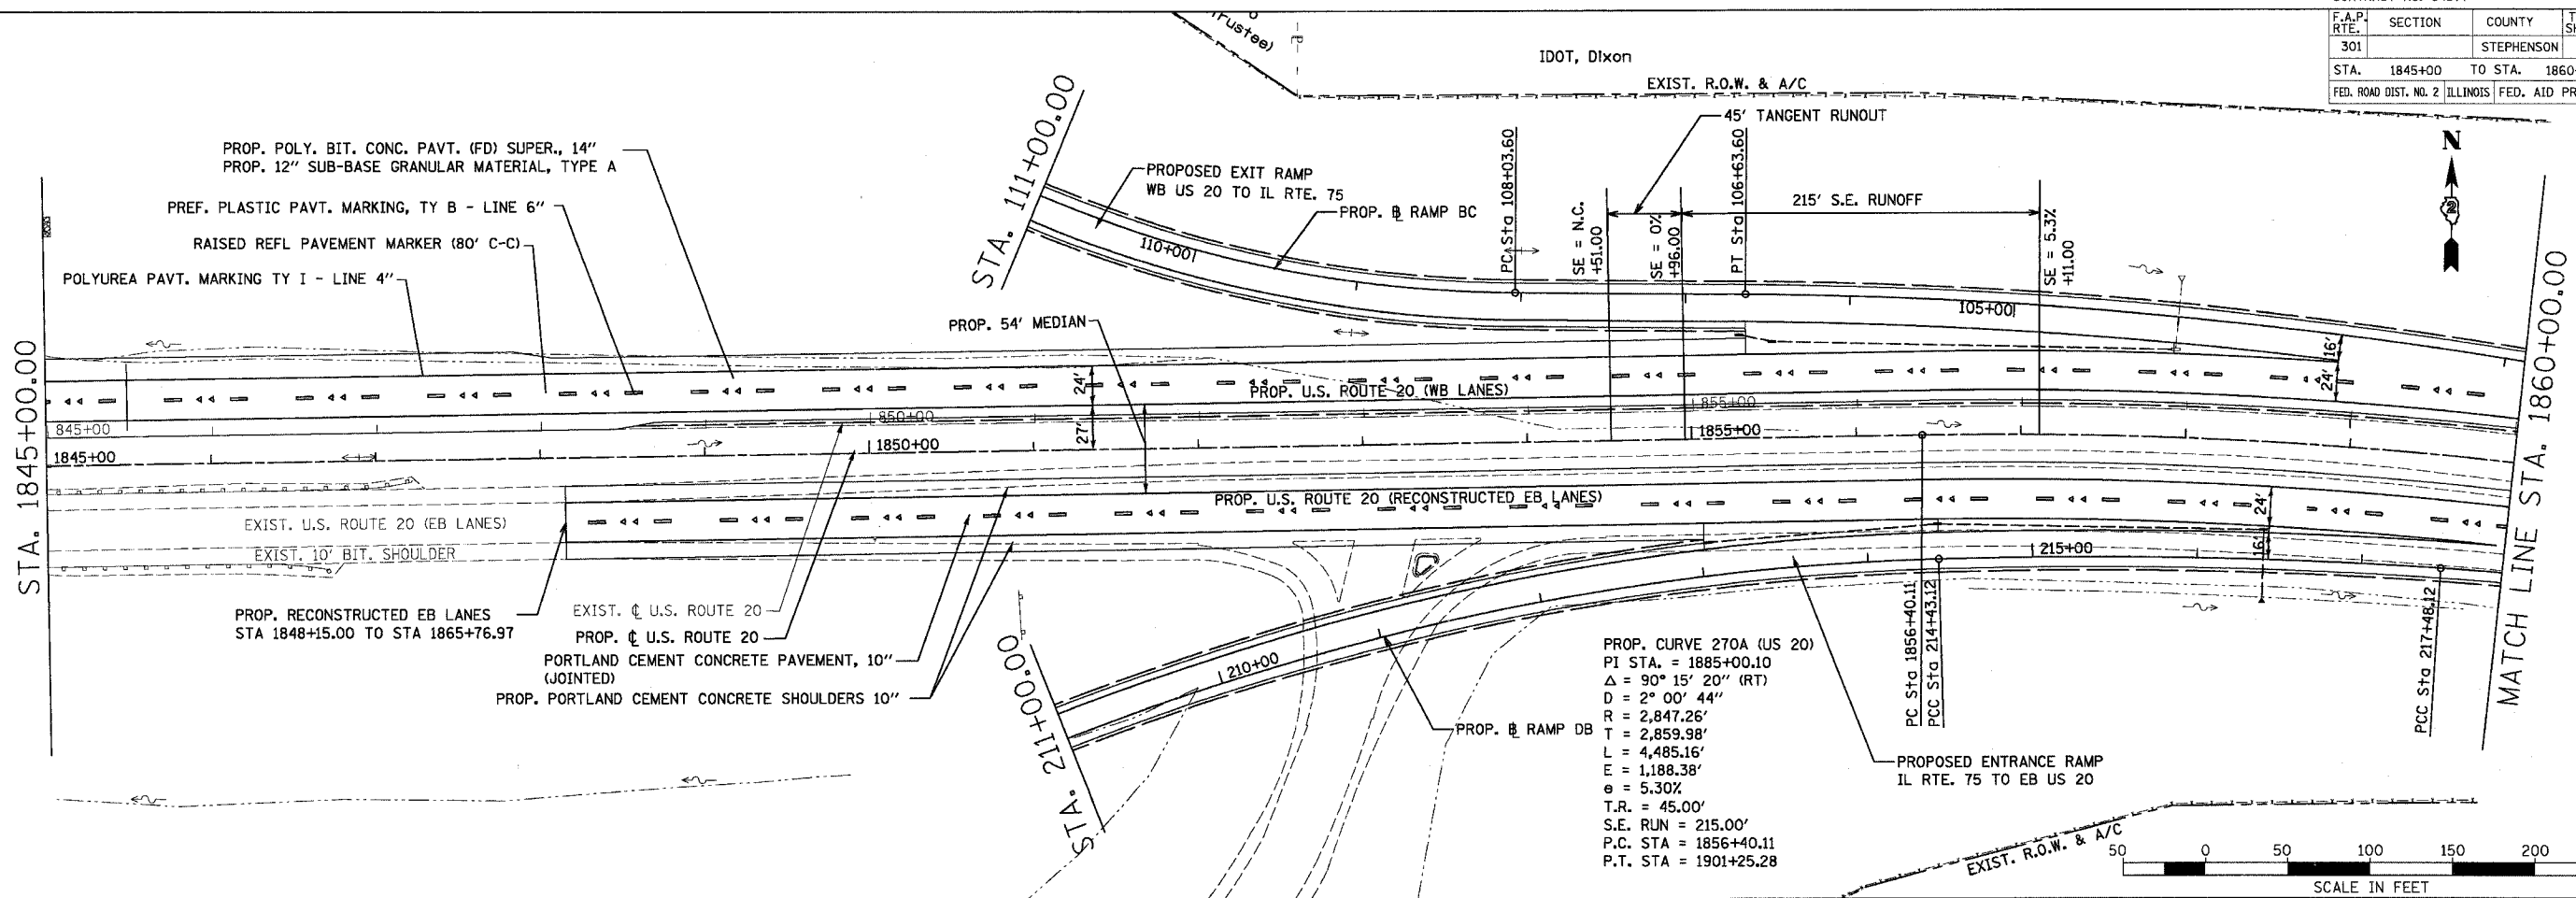 F.A.P. RTE. SECTION COUNTY
301 STEPHENSON
STA. 1845+00 TO STA.
FED. ROAD DIST. NO. 2 ILLINOIS FED. AID
Trustee)
IDOT, Dixon
EXIST. R.O.W. & A/C
45' TANGENT RUNOUT
N
STA. 111+00.00
PROP. POLY. BIT. CONC. PAVT. (FD) SUPER., 14"
PROP. 12" SUB-BASE GRANULAR MATERIAL, TYPE A
PREF. PLASTIC PAVT. MARKING, TY B - LINE 6"
RAISED REFL PAVEMENT MARKER (80' C-C)
POLYUREA PAVT. MARKING TY I - LINE 4"
PROPOSED EXIT RAMP
WB US 20 TO IL RTE. 75
PROP. ℄ RAMP BC
110+00
PC Sta 108+03.60
SE = N.C.
+51.00
SE = 0%
+96.00
PT Sta 106+63.60
215' S.E. RUNOFF
SE = 5.3%
+11.00
105+00
PROP. 54' MEDIAN
STA. 1845+00.00
24'
27'
PROP. U.S. ROUTE 20 (WB LANES)
16'
24'
845+00
850+00
855+00
1845+00
1850+00
1855+00
MATCH LINE STA. 1860+00.00
EXIST. U.S. ROUTE 20 (EB LANES)
EXIST. 10' BIT. SHOULDER
PROP. U.S. ROUTE 20 (RECONSTRUCTED EB LANES)
24'
16'
215+00
PROP. RECONSTRUCTED EB LANES
STA 1848+15.00 TO STA 1865+76.97
EXIST. ℄ U.S. ROUTE 20
PROP. ℄ U.S. ROUTE 20
PORTLAND CEMENT CONCRETE PAVEMENT, 10"
(JOINTED)
PROP. PORTLAND CEMENT CONCRETE SHOULDERS 10"
STA. 211+00.00
210+00
PROP. ℄ RAMP DB
PROP. CURVE 270A (US 20)
PI STA. = 1885+00.10
Δ = 90° 15' 20" (RT)
D = 2° 00' 44"
R = 2,847.26'
T = 2,859.98'
L = 4,485.16'
E = 1,188.38'
e = 5.30%
T.R. = 45.00'
S.E. RUN = 215.00'
P.C. STA = 1856+40.11
P.T. STA = 1901+25.28
PC Sta 1856+40.11
PCC Sta 214+43.12
PROPOSED ENTRANCE RAMP
IL RTE. 75 TO EB US 20
PCC Sta 217+48.12
EXIST. R.O.W. & A/C
50 0 50 100 150 200
SCALE IN FEET